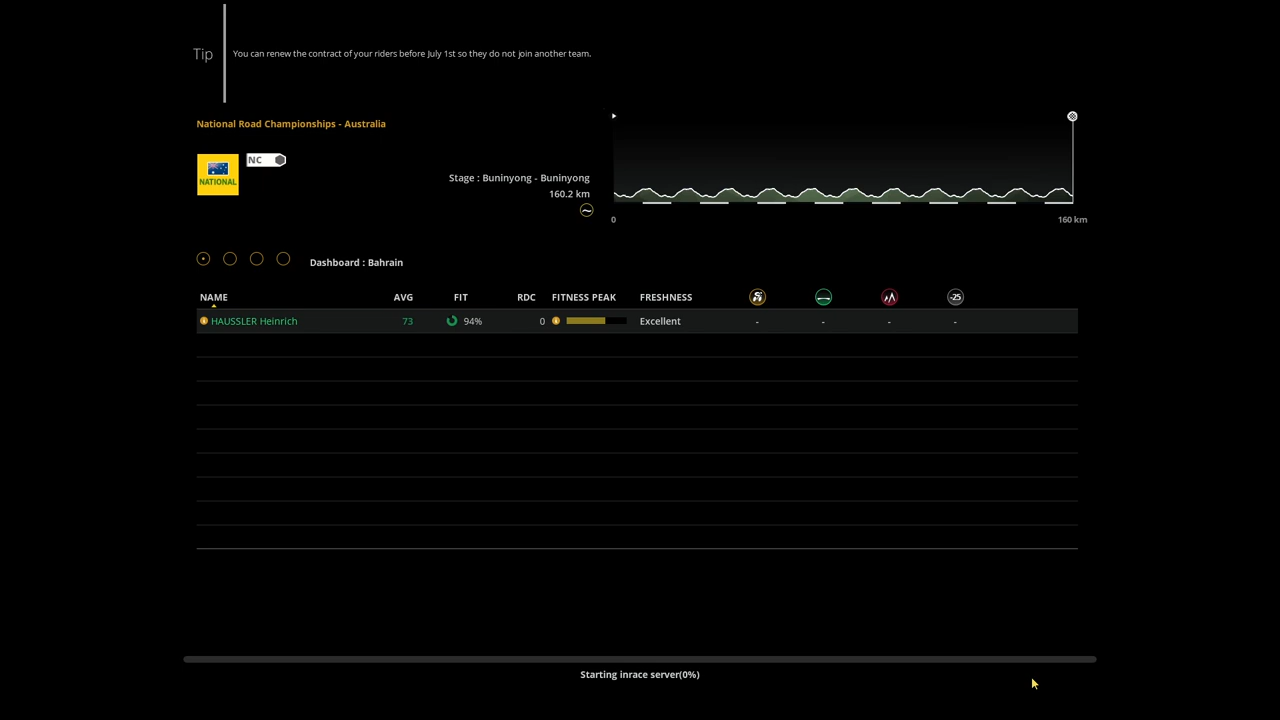 Tip
You can renew the contract of your riders before July 1st so they do not join another team.
National Road Championships - Australia
NATIONAL
NC
Stage : Buninyong - Buninyong
160.2 km
0
160 km
Dashboard : Bahrain
NAME AVG FIT RDC FITNESS PEAK FRESHNESS -25
HAUSSLER Heinrich 73 94% 0 Excellent - - - -
Starting inrace server(0%)